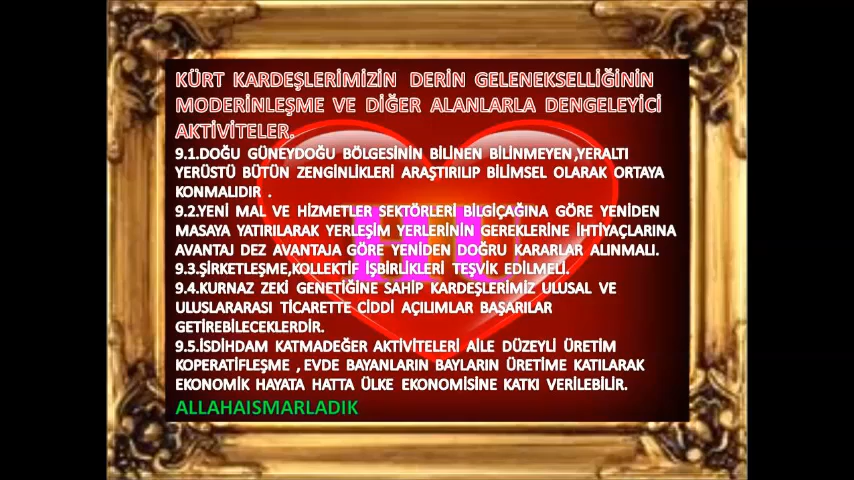 KÜRT KARDEŞLERİMİZİN DERİN GELENEKSELLİĞİNİN
MODERİNLEŞME VE DİĞER ALANLARLA DENGELEYİCİ
AKTİVİTELER.
9.1.DOĞU GÜNEYDOĞU BÖLGESİNİN BİLİNEN BİLİNMEYEN ,YERALTI
YERÜSTÜ BÜTÜN ZENGİNLİKLERİ ARAŞTIRILIP BİLİMSEL OLARAK ORTAYA
KONMALIDIR .
9.2.YENİ MAL VE HİZMETLER SEKTÖRLERİ BİLGİÇAĞINA GÖRE YENİDEN
MASAYA YATIRILARAK YERLEŞİM YERLERİNİN GEREKLERİNE İHTİYAÇLARINA
AVANTAJ DEZ AVANTAJA GÖRE YENİDEN DOĞRU KARARLAR ALINMALI.
9.3.ŞİRKETLEŞME,KOLLEKTİF İŞBİRLİKLERİ TEŞVİK EDİLMELİ.
9.4.KURNAZ ZEKİ GENETİĞİNE SAHİP KARDEŞLERİMİZ ULUSAL VE
ULUSLARARASI TİCARETTE CİDDİ AÇILIMLAR BAŞARILAR
GETİREBİLECEKLERDİR.
9.5.İSDİHDAM KATMADEĞER AKTİVİTELERİ AİLE DÜZEYLİ ÜRETİM
KOPERATİFLEŞME , EVDE BAYANLARIN BAYLARIN ÜRETİME KATILARAK
EKONOMİK HAYATA HATTA ÜLKE EKONOMİSİNE KATKI VERİLEBİLİR.
ALLAHAISMARLADIK